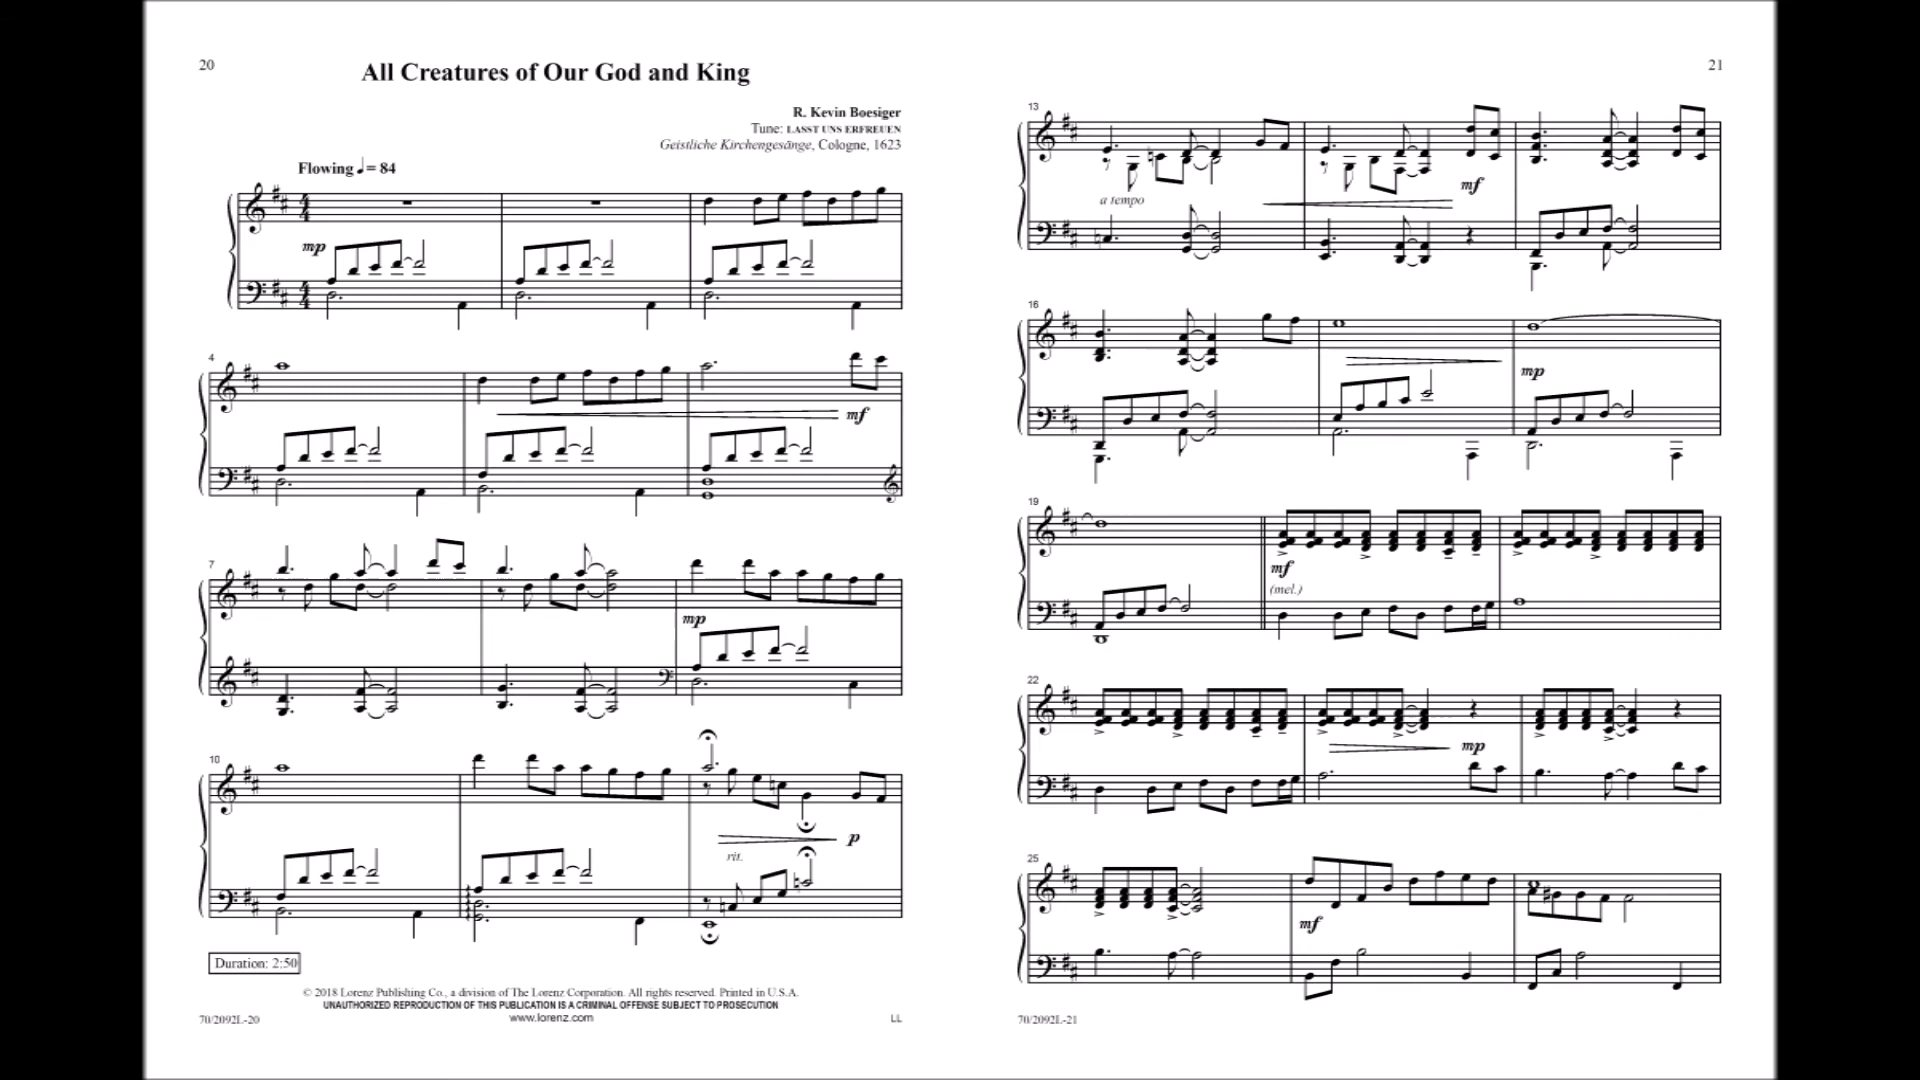 20
All Creatures of Our God and King
R. Kevin Boesiger
Tune: LASST UNS ERFREUEN
Geistliche Kirchengesänge, Cologne, 1623
Flowing ♩= 84
mp
4
mf
7
mp
10
rit.
p
Duration: 2:50
© 2018 Lorenz Publishing Co., a division of The Lorenz Corporation. All rights reserved. Printed in U.S.A.
UNAUTHORIZED REPRODUCTION OF THIS PUBLICATION IS A CRIMINAL OFFENSE SUBJECT TO PROSECUTION
www.lorenz.com
70/2092L-20
LL
21
13
mf
a tempo
16
mp
19
mf
(mel.)
22
mp
25
mf
70/2092L-21